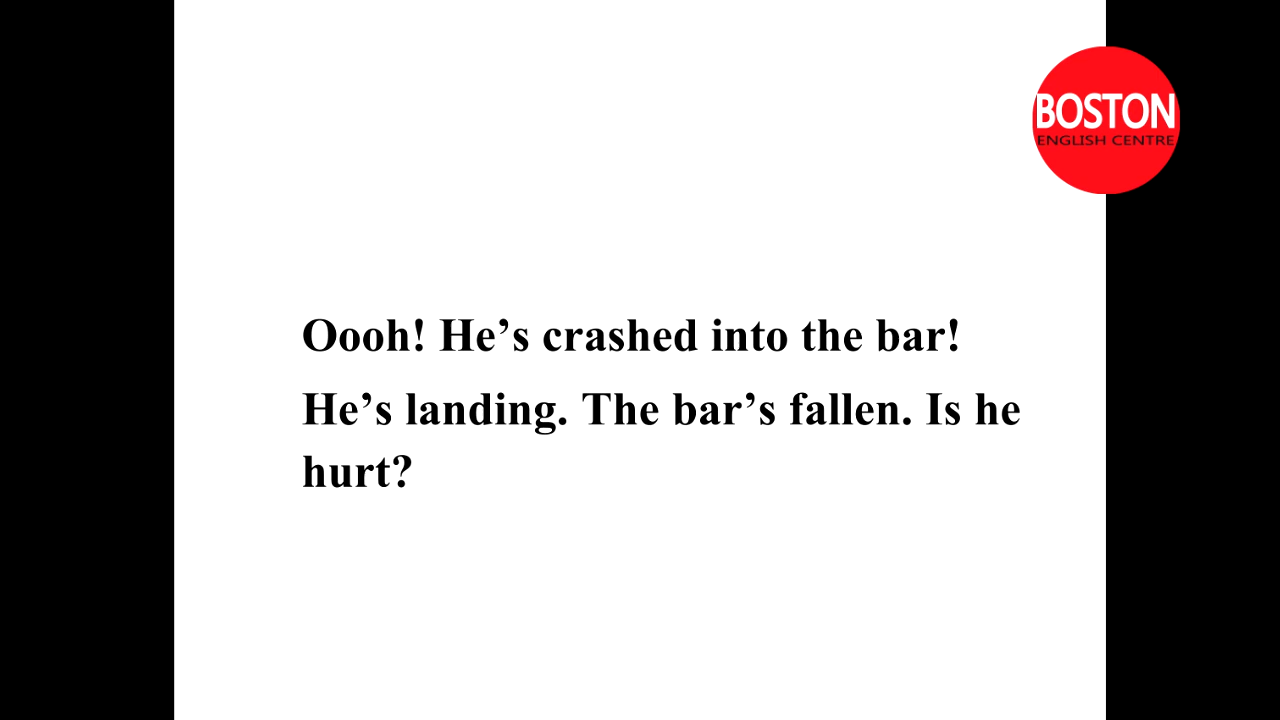 BOSTON
ENGLISH CENTRE
Oooh! He’s crashed into the bar!
He’s landing. The bar’s fallen. Is he
hurt?